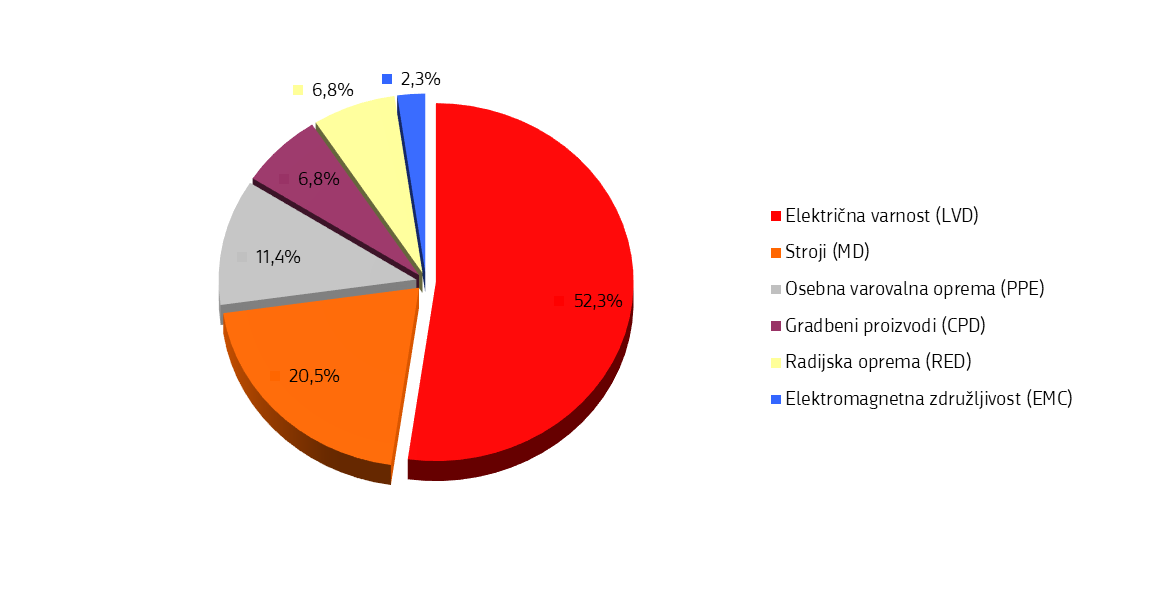 2,3%
6,8%
6,8%
11,4%
52,3%
20,5%
Električna varnost (LVD)
Stroji (MD)
Osebna varovalna oprema (PPE)
Gradbeni proizvodi (CPD)
Radijska oprema (RED)
Elektromagnetna združljivost (EMC)